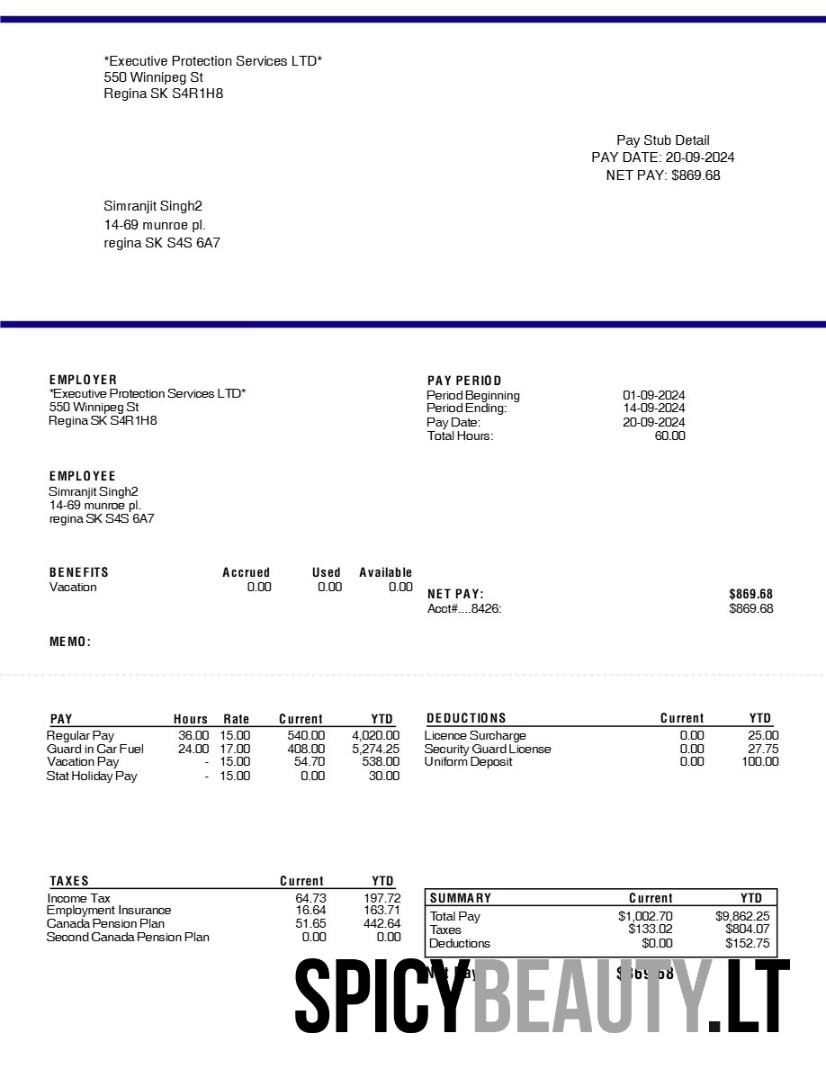 *Executive Protection Services LTD*
550 Winnipeg St
Regina SK S4R1H8
Pay Stub Detail
PAY DATE: 20-09-2024
NET PAY: $869.68
Simranjit Singh2
14-69 munroe pl.
regina SK S4S 6A7
EMPLOYER
*Executive Protection Services LTD*
550 Winnipeg St
Regina SK S4R1H8
PAY PERIOD
Period Beginning 01-09-2024
Period Ending: 14-09-2024
Pay Date: 20-09-2024
Total Hours: 60.00
EMPLOYEE
Simranjit Singh2
14-69 munroe pl.
regina SK S4S 6A7
BENEFITS Accrued Used Available
Vacation 0.00 0.00 0.00
NET PAY: $869.68
Acct#....8426: $869.68
MEMO:
PAY Hours Rate Current YTD
Regular Pay 36.00 15.00 540.00 4,020.00
Guard in Car Fuel 24.00 17.00 408.00 5,274.25
Vacation Pay - 15.00 54.70 538.00
Stat Holiday Pay - 15.00 0.00 30.00
DEDUCTIONS Current YTD
Licence Surcharge 0.00 25.00
Security Guard License 0.00 27.75
Uniform Deposit 0.00 100.00
TAXES Current YTD
Income Tax 64.73 197.72
Employment Insurance 16.64 163.71
Canada Pension Plan 51.65 442.64
Second Canada Pension Plan 0.00 0.00
SUMMARY Current YTD
Total Pay $1,002.70 $9,862.25
Taxes $133.02 $804.07
Deductions $0.00 $152.75
Net Pay $869.68
SPICYBEAUTY.LT